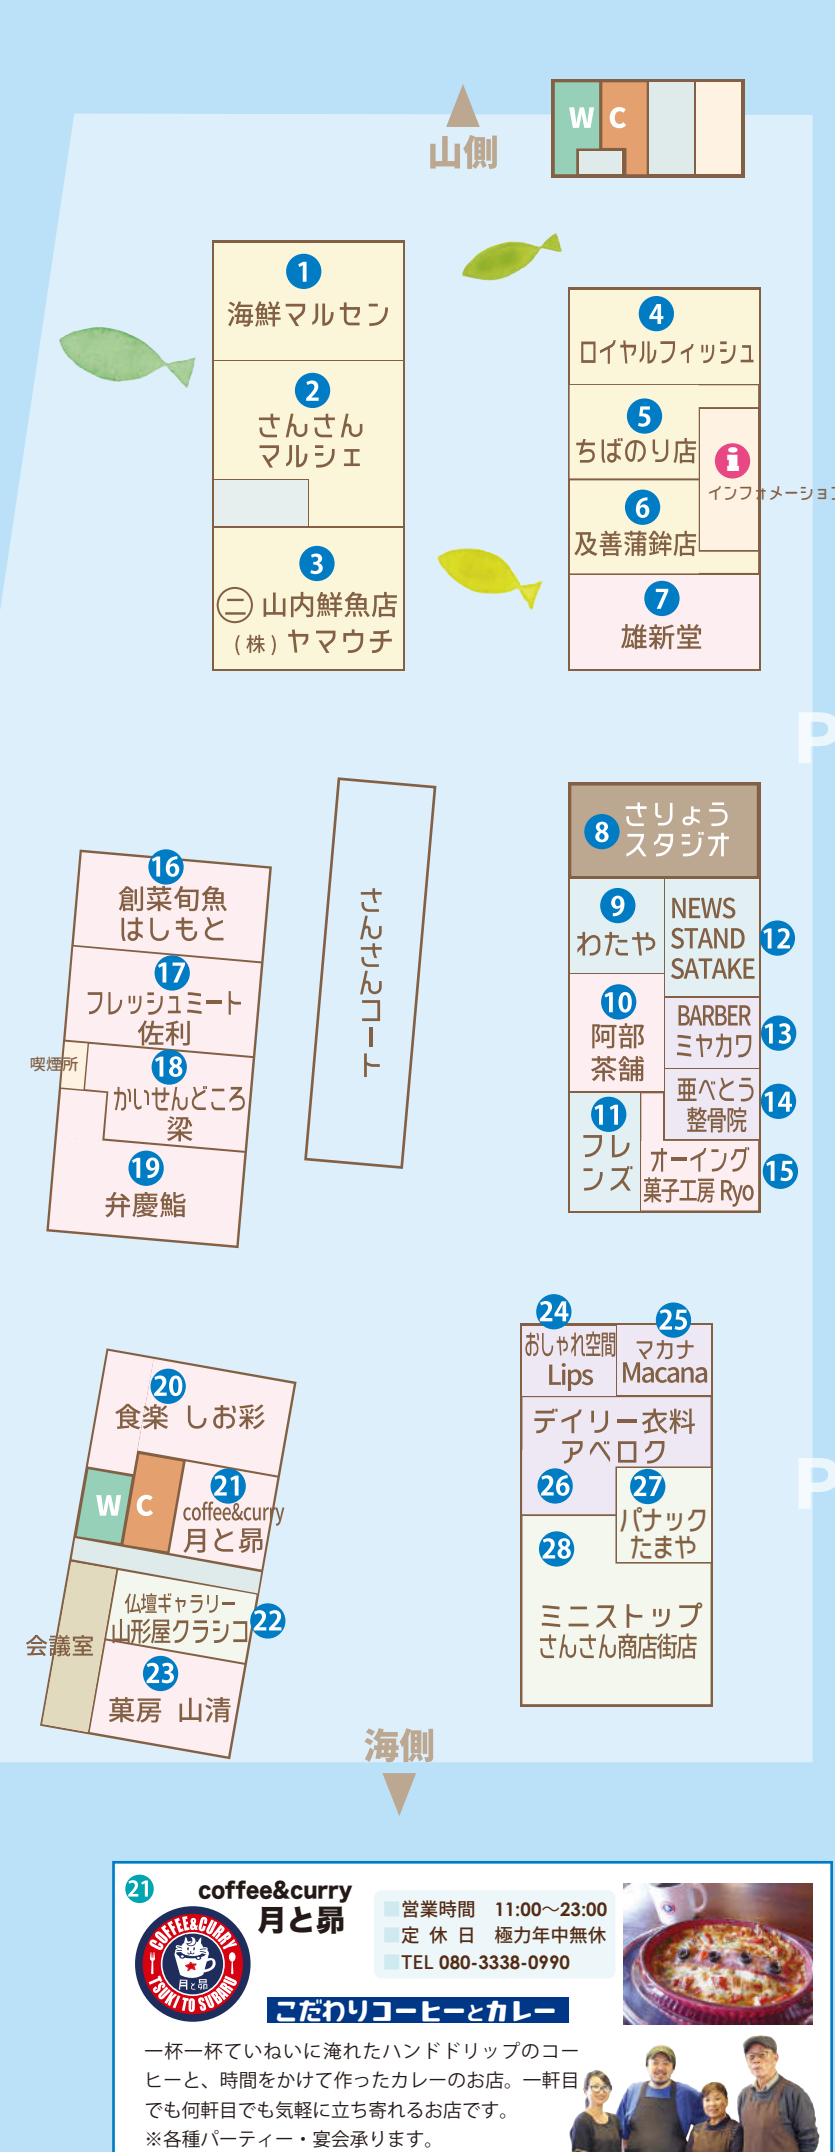 W C
山側
1
海鮮マルセン
2
さんさん
マルシェ
3
㊁ 山内鮮魚店
(株) ヤマウチ
4
ロイヤルフィッシュ
5
ちばのり店
i
インフォメーション
6
及善蒲鉾店
7
雄新堂
P
8 さりょう
スタジオ
9
わたや
NEWS
STAND
SATAKE
12
10
阿部
茶舗
BARBER
ミヤカワ
13
亜べとう
整骨院
14
11
フレ
ンズ
オーイング
菓子工房 Ryo
15
さんさんコート
16
創菜旬魚
はしもと
17
フレッシュミート
佐利
喫煙所
18
かいせんどころ
梁
19
弁慶鮨
20
食楽 しお彩
W C
21
coffee&curry
月と昴
仏壇ギャラリー
山形屋クラシコ
22
会議室
23
菓房 山清
24
おしゃれ空間
Lips
25
マカナ
Macana
デイリー衣料
アベロク
26
27
パナック
たまや
P
28
ミニストップ
さんさん商店街店
海側
21
coffee&curry
月と昴
COFFEE&CURRY
月と昴
TSUKI TO SUBARU
■営業時間 11:00〜23:00
■定休日 極力年中無休
■TEL 080-3338-0990
こだわりコーヒーとカレー
一杯一杯ていねいに淹れたハンドドリップのコー
ヒーと、時間をかけて作ったカレーのお店。一軒目
でも何軒目でも気軽に立ち寄れるお店です。
※各種パーティー・宴会承ります。